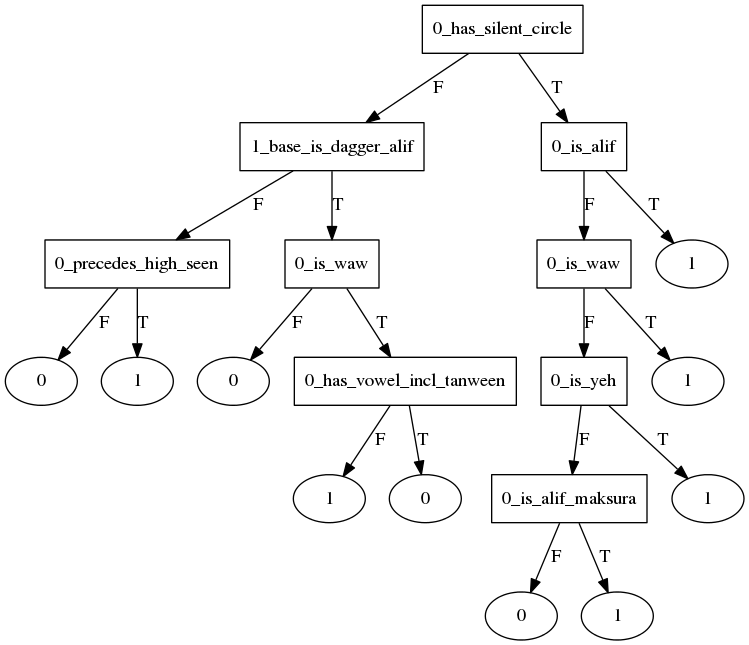 0_has_silent_circle
F T
1_base_is_dagger_alif 0_is_alif
F T F T
0_precedes_high_seen 0_is_waw 0_is_waw 1
F T F T F T
0 1 0 0_has_vowel_incl_tanween 0_is_yeh 1
F T F T
1 0 0_is_alif_maksura 1
F T
0 1